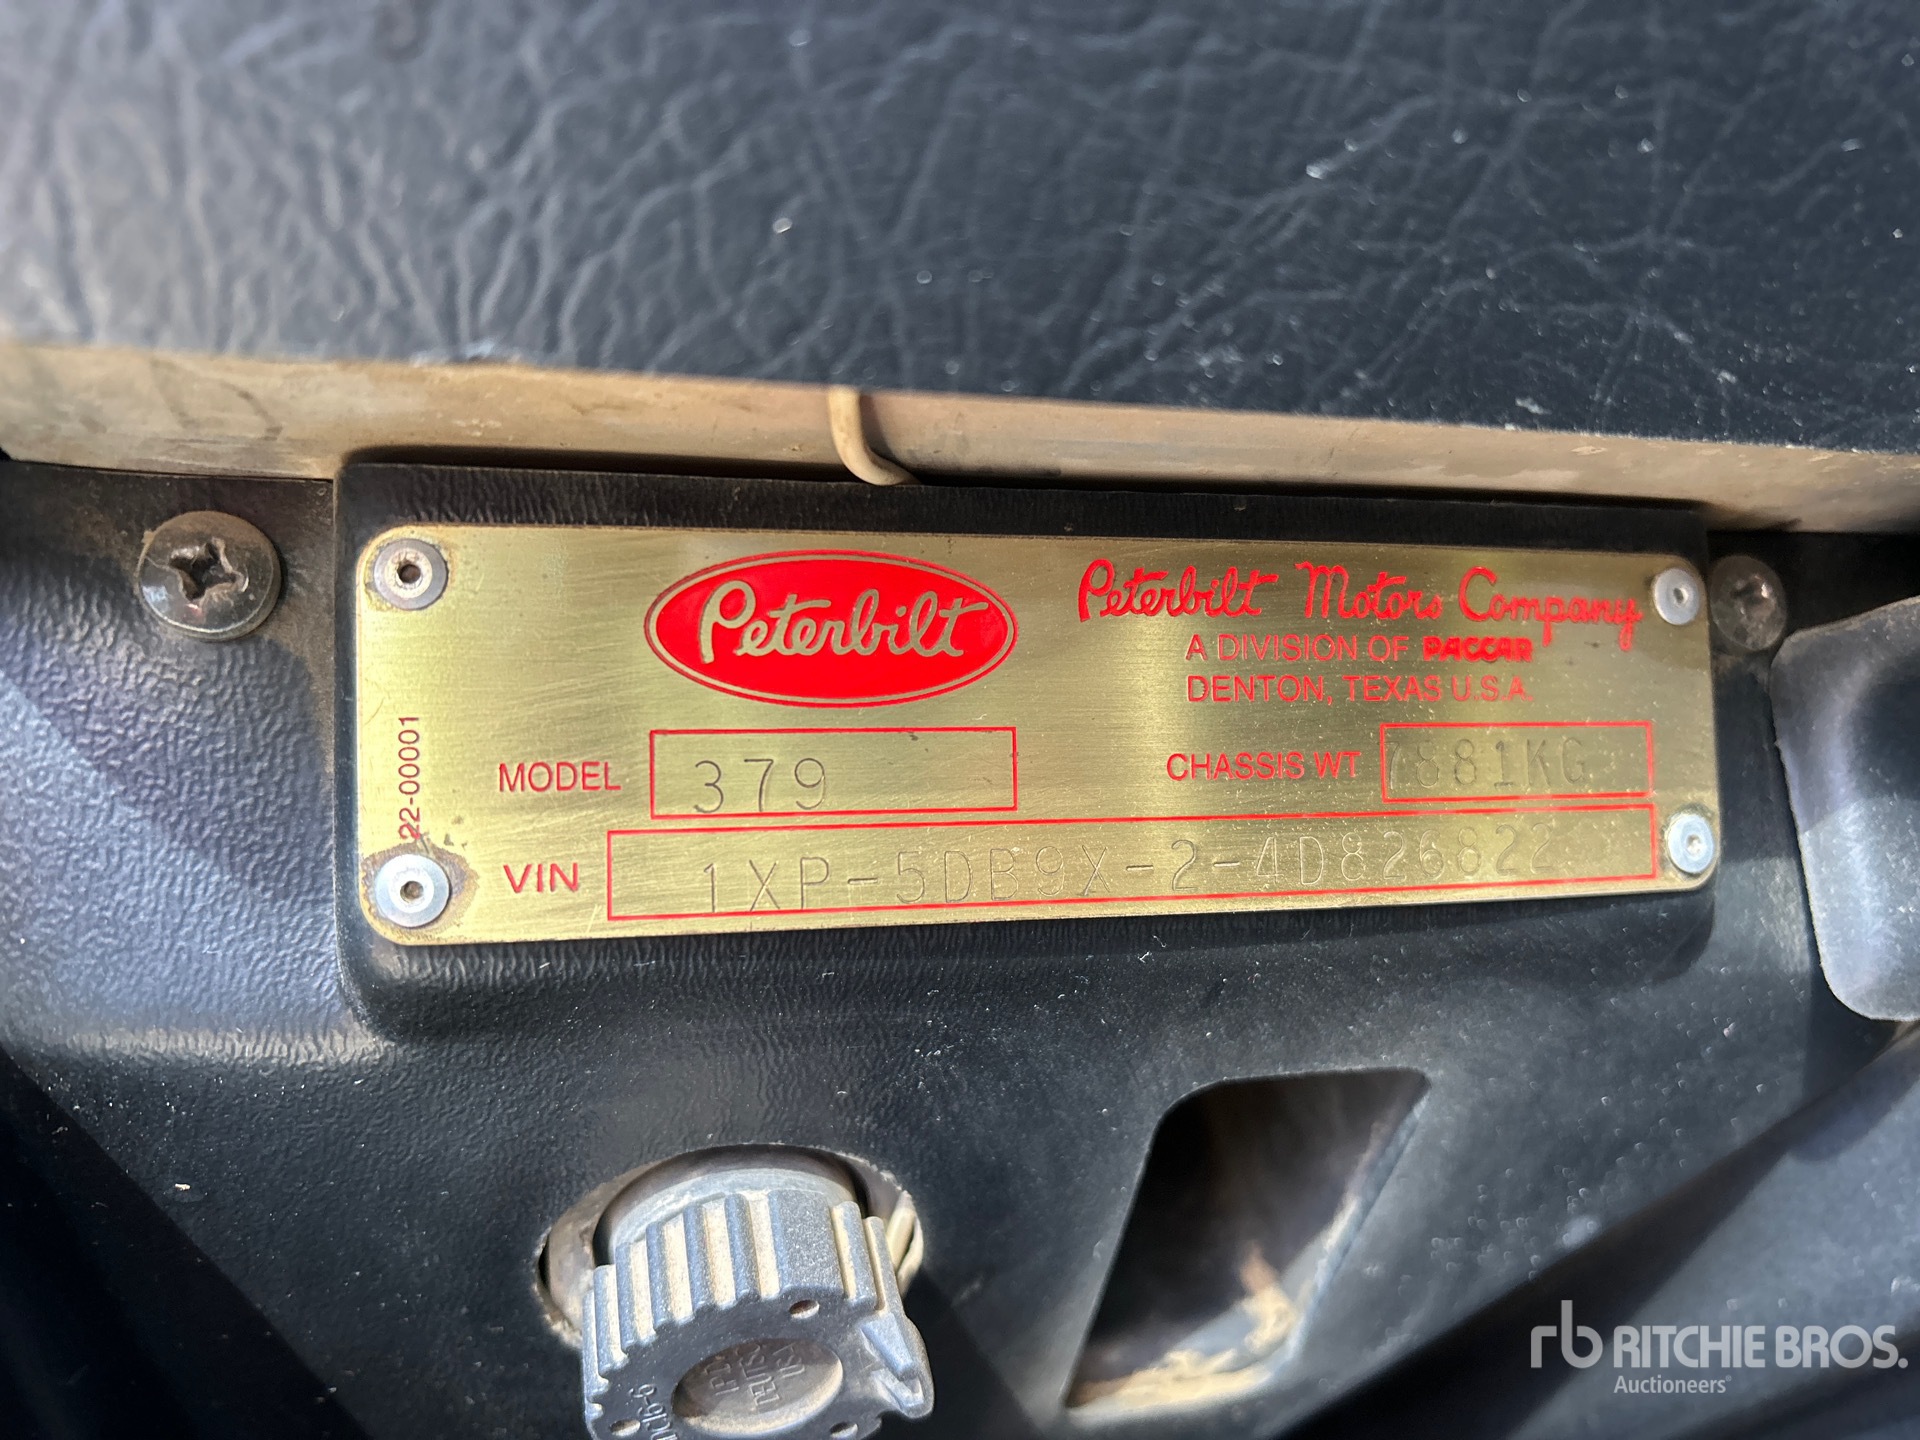 Peterbilt
Peterbilt Motors Company
A DIVISION OF PACCAR
DENTON, TEXAS U.S.A.
22-00001
MODEL 379
CHASSIS WT 7881KG
VIN 1XP-5DB9X-2-4D826822
rb RITCHIE BROS.
Auctioneers